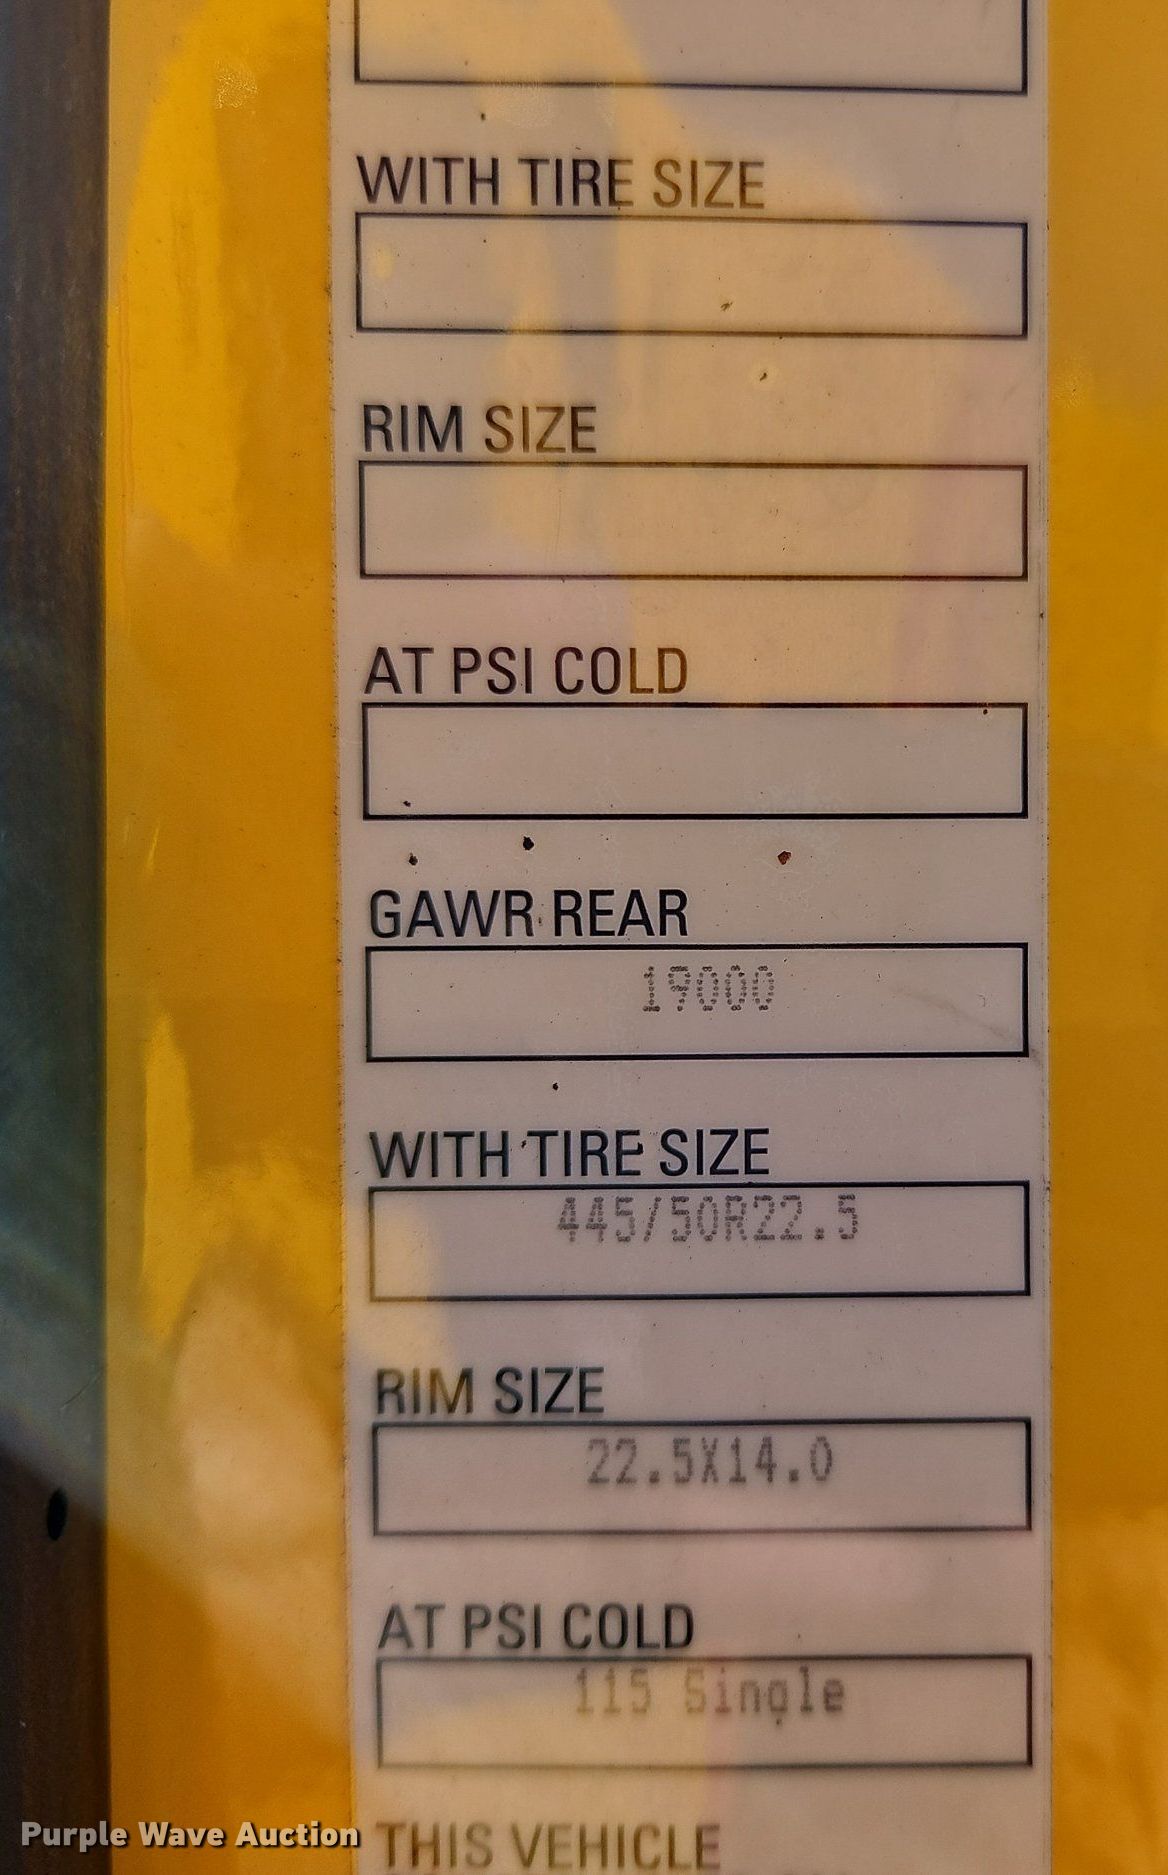 WITH TIRE SIZE
RIM SIZE
AT PSI COLD
GAWR REAR
19000
WITH TIRE SIZE
445/50R22.5
RIM SIZE
22.5X14.0
AT PSI COLD
115 Single
THIS VEHICLE
Purple Wave Auction